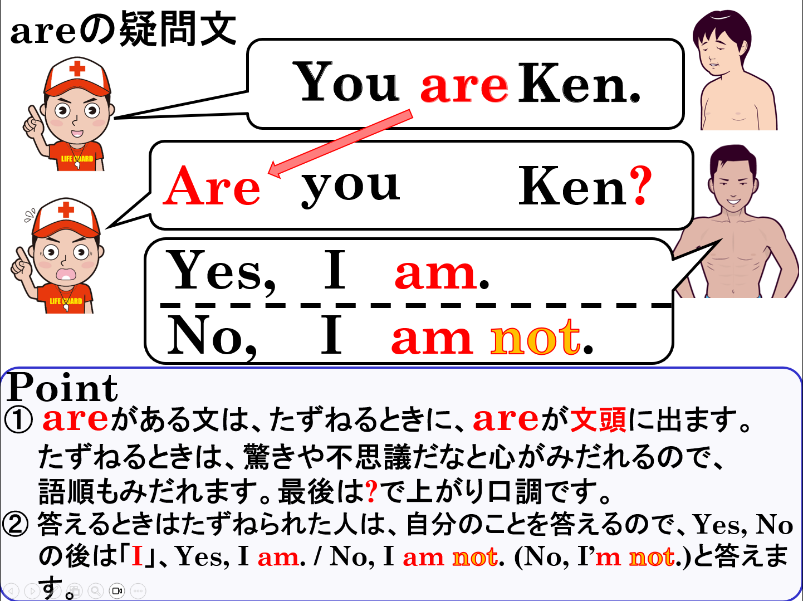 areの疑問文
You are Ken.
Are you Ken?
Yes, I am.
No, I am not.
LIFE GUARD
LIFE GUARD
Point
① areがある文は、たずねるときに、areが文頭に出ます。
たずねるときは、驚きや不思議だなと心がみだれるので、
語順もみだれます。最後は?で上がり口調です。
② 答えるときはたずねられた人は、自分のことを答えるので、Yes, No
の後は「I」、Yes, I am. / No, I am not. (No, I'm not.)と答えま
す。